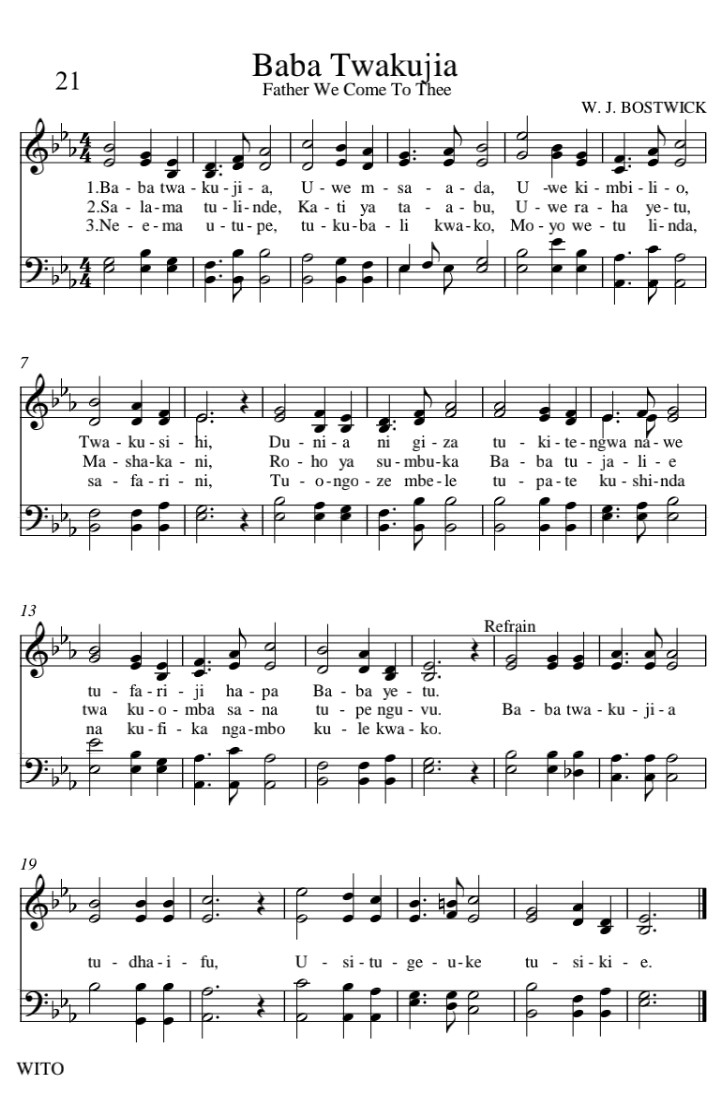 21
Baba Twakujia
Father We Come To Thee
W. J. BOSTWICK
1.Ba - ba twa - ku - ji - a, U - we m - sa - a - da, U - we ki - mbi - li - o,
2.Sa - la - ma tu - li - nde, Ka - ti ya ta - a - bu, U - we ra - ha ye - tu,
3.Ne - e - ma u - tu - pe, tu - ku - ba - li kwa - ko, Mo - yo we - tu li - nda,
7
Twa - ku - si - hi, Du - ni - a ni gi - za tu - ki - te - ngwa na - we
Ma - sha - ka - ni, Ro - ho ya su - mbu - ka Ba - ba tu - ja - li - e
sa - fa - ri - ni, Tu - o - ngo - ze mbe - le tu - pa - te ku - shi - nda
13
Refrain
tu - fa - ri - ji ha - pa Ba - ba ye - tu.
twa ku - o - mba sa - na tu - pe ngu - vu. Ba - ba twa - ku - ji - a
na ku - fi - ka nga - mbo ku - le kwa - ko.
19
tu - dha - i - fu, U - si - tu - ge - u - ke tu - si - ki - e.
WITO